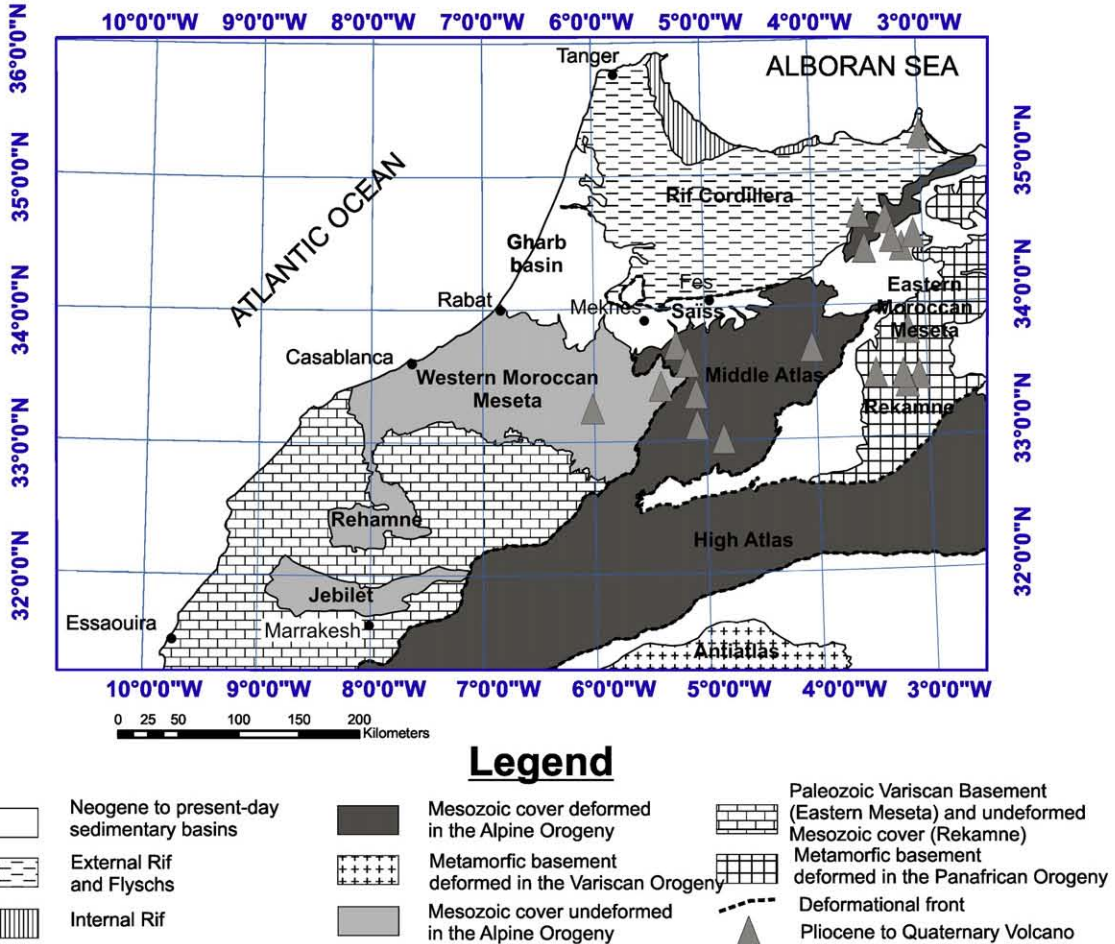 10°0'0"W 9°0'0"W 8°0'0"W 7°0'0"W 6°0'0"W 5°0'0"W 4°0'0"W 3°0'0"W
36°0'0"N
35°0'0"N
34°0'0"N
33°0'0"N
32°0'0"N
Tanger
ALBORAN SEA
ATLANTIC OCEAN
Rif Cordillera
Gharb
basin
Rabat
Fes
Meknes
Saïss
Eastern
Moroccan
Meseta
Casablanca
Western Moroccan
Meseta
Middle Atlas
Rekamne
Rehamne
High Atlas
Jebilet
Essaouira
Marrakesh
Antiatlas
35°0'0"N
34°0'0"N
33°0'0"N
32°0'0"N
10°0'0"W 9°0'0"W 8°0'0"W 7°0'0"W 6°0'0"W 5°0'0"W 4°0'0"W 3°0'0"W
0 25 50 100 150 200
Kilometers
Legend
Neogene to present-day
sedimentary basins
External Rif
and Flyschs
Internal Rif
Mesozoic cover deformed
in the Alpine Orogeny
Metamorfic basement
deformed in the Variscan Orogeny
Mesozoic cover undeformed
in the Alpine Orogeny
Paleozoic Variscan Basement
(Eastern Meseta) and undeformed
Mesozoic cover (Rekamne)
Metamorfic basement
deformed in the Panafrican Orogeny
Deformational front
Pliocene to Quaternary Volcano